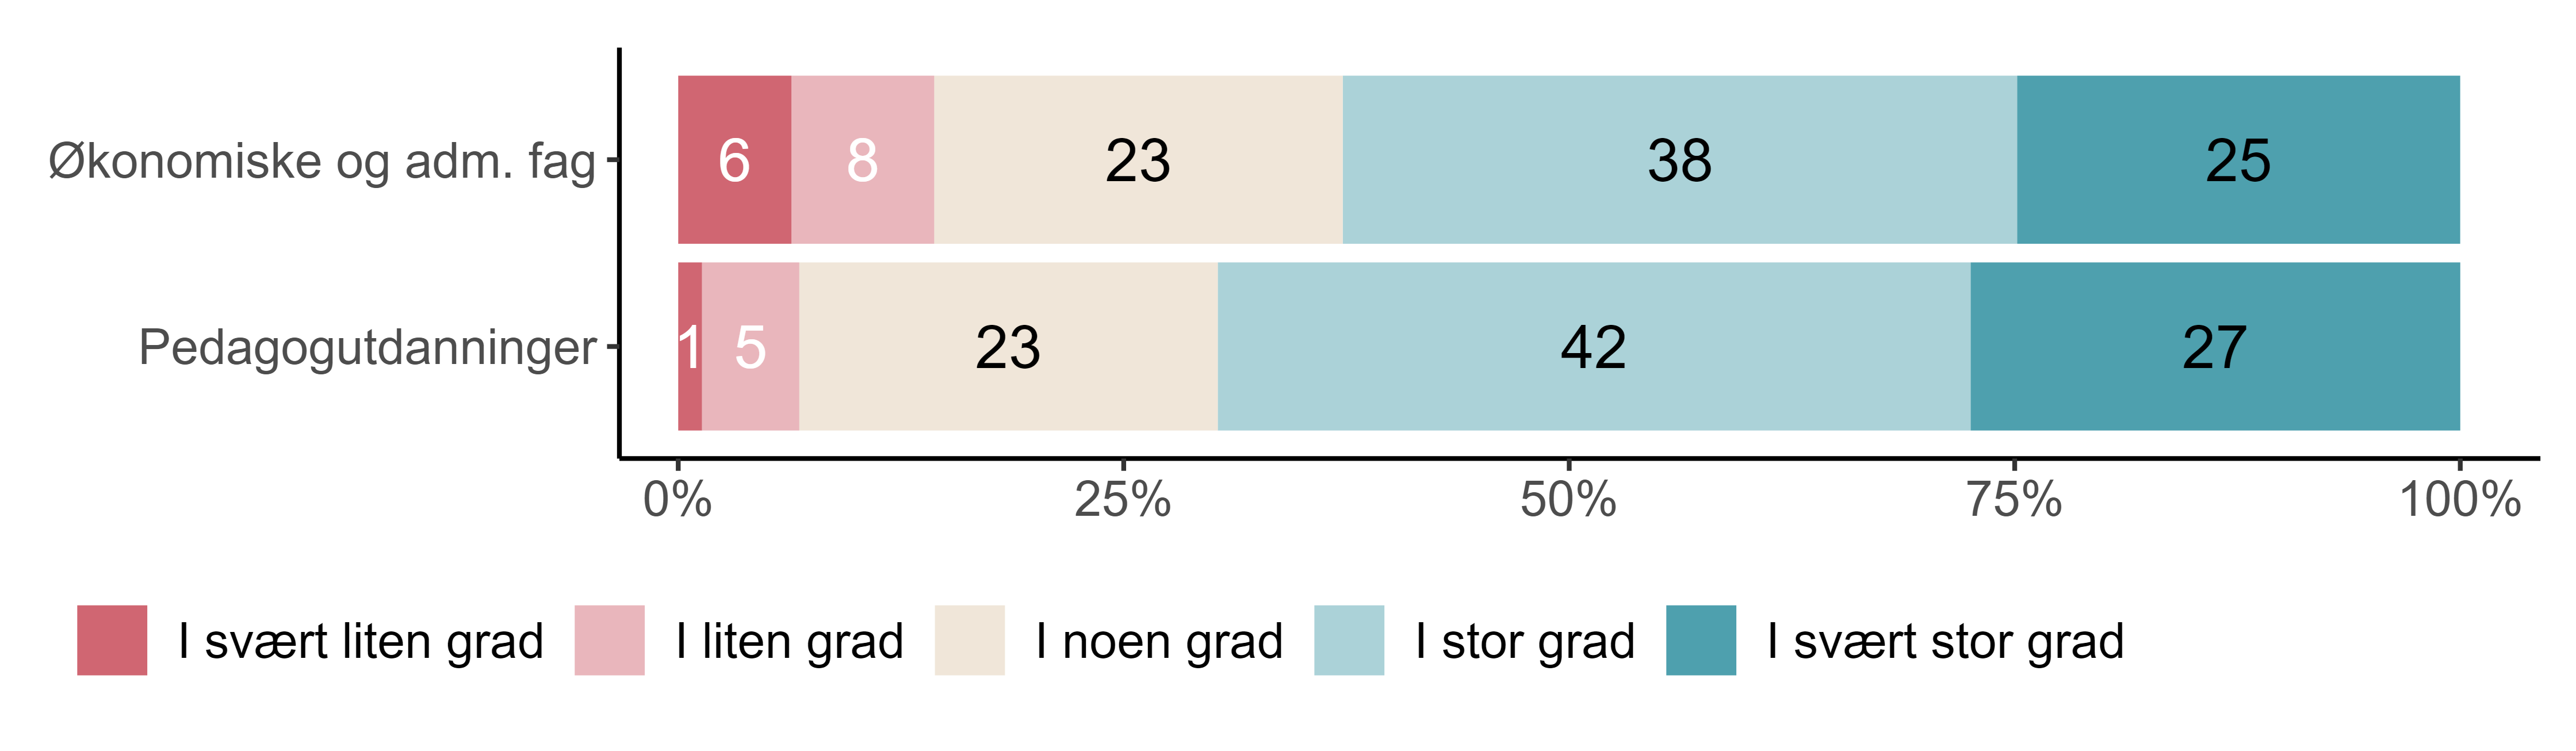 Økonomiske og adm. fag 6 8 23 38 25
Pedagogutdanninger 1 5 23 42 27
0% 25% 50% 75% 100%
I svært liten grad I liten grad I noen grad I stor grad I svært stor grad